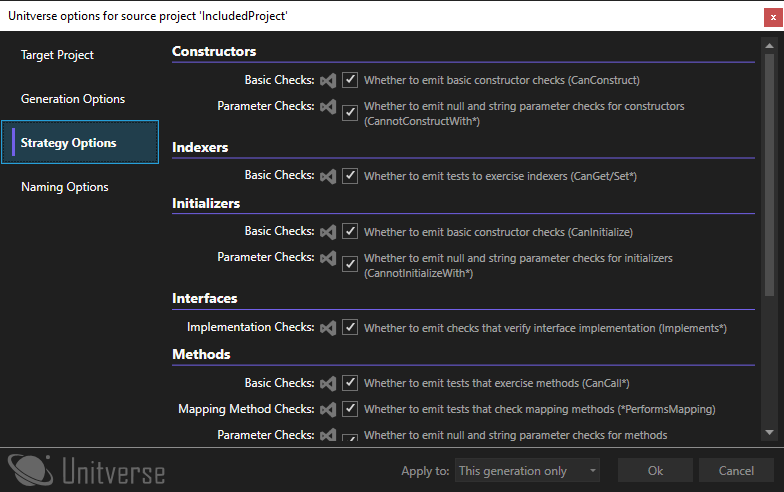 Unitverse options for source project 'IncludedProject'
Target Project
Generation Options
Strategy Options
Naming Options
Constructors
Basic Checks: Whether to emit basic constructor checks (CanConstruct)
Parameter Checks: Whether to emit null and string parameter checks for constructors
(CannotConstructWith*)
Indexers
Basic Checks: Whether to emit tests to exercise indexers (CanGet/Set*)
Initializers
Basic Checks: Whether to emit basic constructor checks (CanInitialize)
Parameter Checks: Whether to emit null and string parameter checks for initializers
(CannotInitializeWith*)
Interfaces
Implementation Checks: Whether to emit checks that verify interface implementation (Implements*)
Methods
Basic Checks: Whether to emit tests that exercise methods (CanCall*)
Mapping Method Checks: Whether to emit tests that check mapping methods (*PerformsMapping)
Parameter Checks: Whether to emit null and string parameter checks for methods
Unitverse
Apply to: This generation only
Ok
Cancel